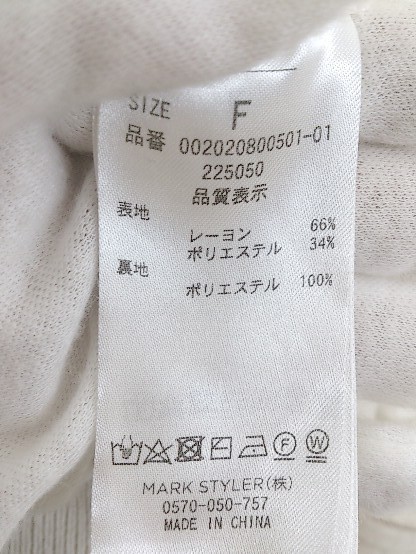 SIZE F
品番 002020800501-01
225050
品質表示
表地
レーヨン 66%
ポリエステル 34%
裏地
ポリエステル 100%
F W
MARK STYLER(株)
0570-050-757
MADE IN CHINA